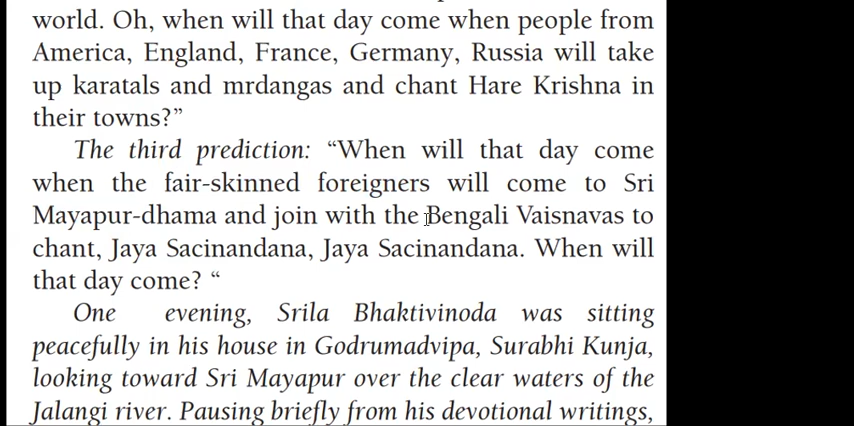 world. Oh, when will that day come when people from
America, England, France, Germany, Russia will take
up karatals and mrdangas and chant Hare Krishna in
their towns?”
The third prediction: “When will that day come
when the fair-skinned foreigners will come to Sri
Mayapur-dhama and join with the Bengali Vaisnavas to
chant, Jaya Sacinandana, Jaya Sacinandana. When will
that day come? “
One evening, Srila Bhaktivinoda was sitting
peacefully in his house in Godrumadvipa, Surabhi Kunja,
looking toward Sri Mayapur over the clear waters of the
Jalangi river. Pausing briefly from his devotional writings,